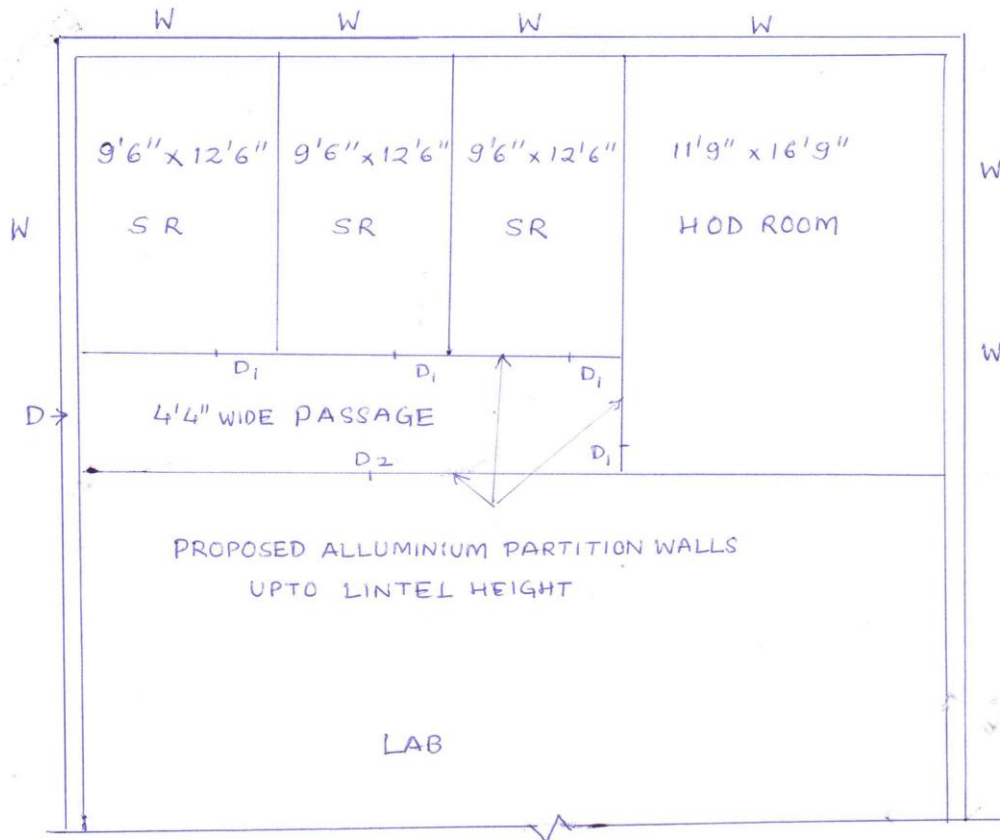 W W W W
9'6" x 12'6" 9'6" x 12'6" 9'6" x 12'6" 11'9" x 16'9"
W
W SR SR SR HOD ROOM
W
D1 D1 D1
D 4'4" WIDE PASSAGE
D2 D1
PROPOSED ALLUMINIUM PARTITION WALLS
UPTO LINTEL HEIGHT
LAB